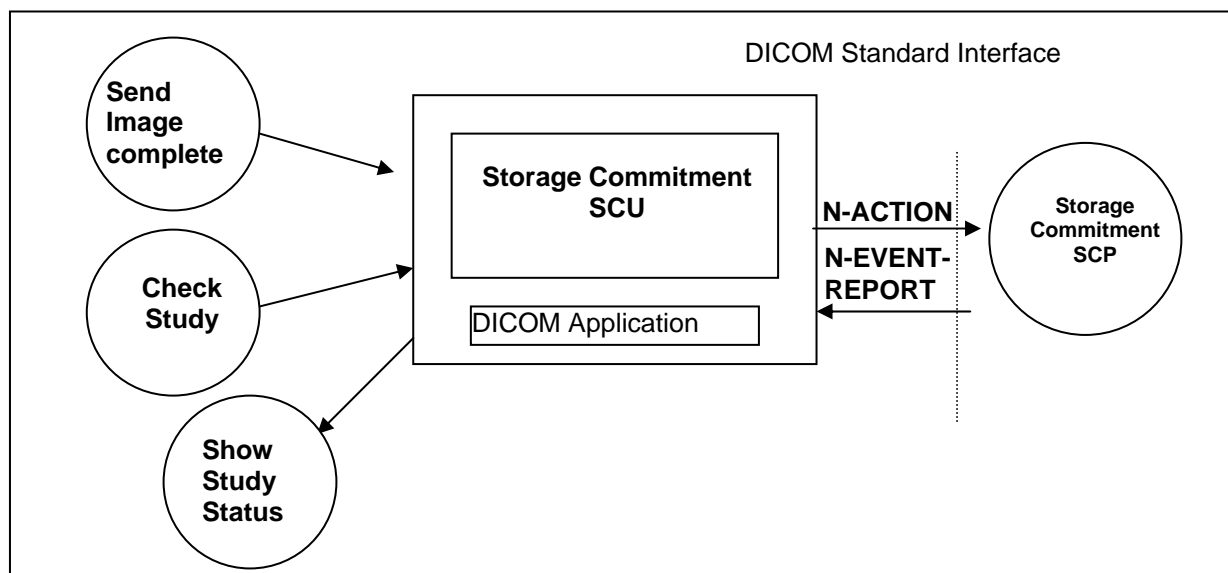 DICOM Standard Interface
Send
Image
complete
Storage Commitment
SCU
N-ACTION
Storage
Commitment
SCP
N-EVENT-
REPORT
Check
Study
DICOM Application
Show
Study
Status